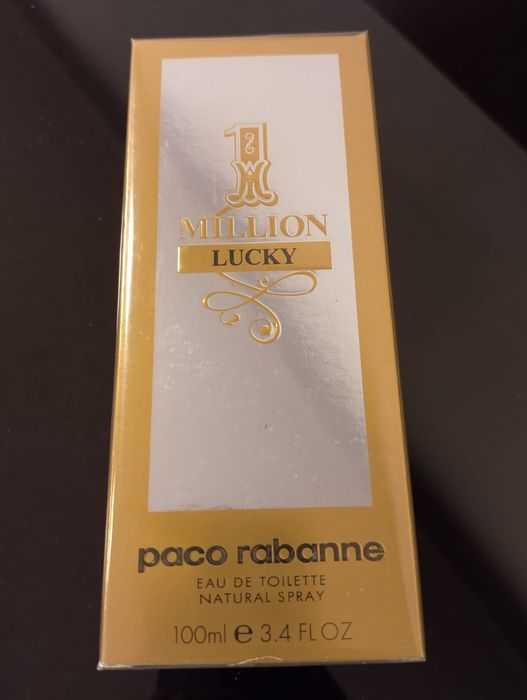 1
MILLION
LUCKY
paco rabanne
EAU DE TOILETTE
NATURAL SPRAY
100ml ℮ 3.4 FL OZ